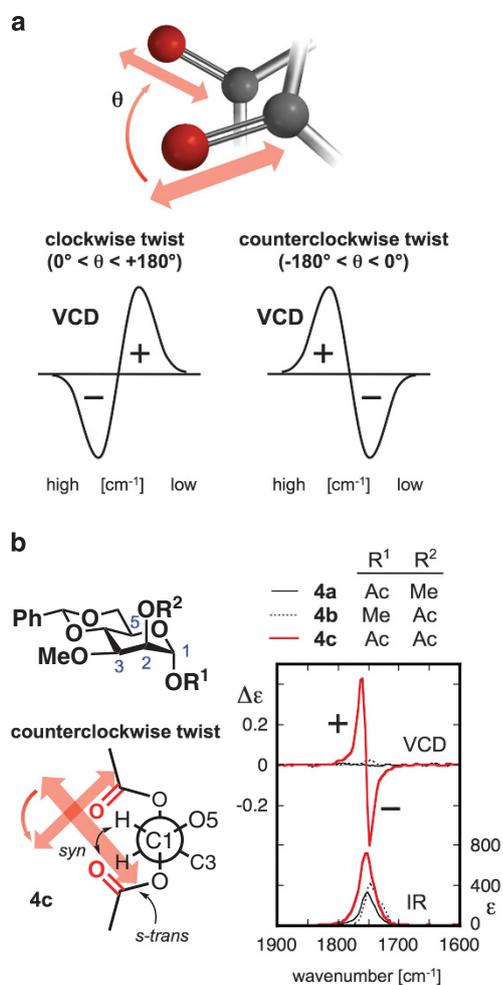 a
θ
clockwise twist
(0° < θ < +180°)
counterclockwise twist
(-180° < θ < 0°)
VCD
+
−
VCD
+
−
high [cm⁻¹] low
high [cm⁻¹] low
b
R¹ R²
4a Ac Me
4b Me Ac
4c Ac Ac
Ph
O
O
O
5
OR²
MeO
3
2
1
OR¹
counterclockwise twist
O
O
H
C1
O5
syn
H
C3
O
O
4c
s-trans
Δε
0.2
0
-0.2
+
VCD
−
800
400
0
ε
IR
1900 1800 1700 1600
wavenumber [cm⁻¹]